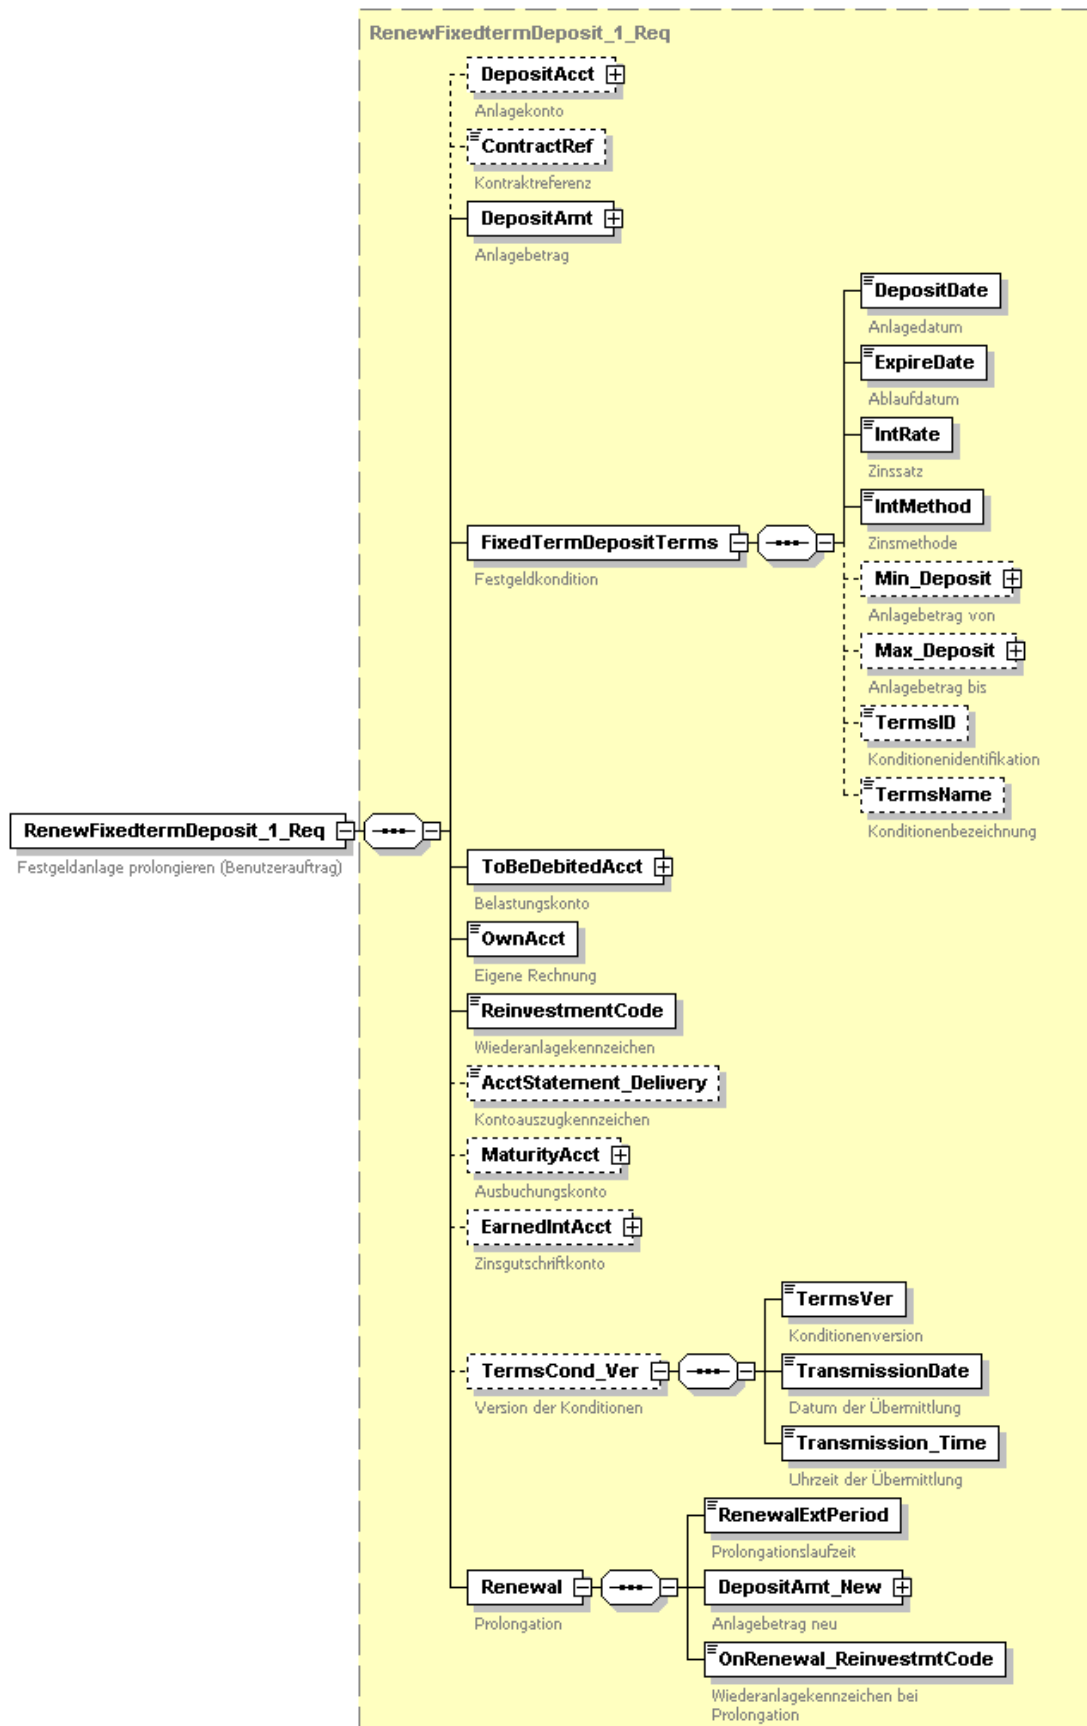 RenewFixedtermDeposit_1_Req
DepositAcct
Anlagekonto
ContractRef
Kontraktreferenz
DepositAmt
Anlagebetrag
DepositDate
Anlagedatum
ExpireDate
Ablaufdatum
IntRate
Zinssatz
IntMethod
Zinsmethode
FixedTermDepositTerms
Festgeldkondition
Min_Deposit
Anlagebetrag von
Max_Deposit
Anlagebetrag bis
TermsID
Konditionenidentifikation
TermsName
Konditionenbezeichnung
RenewFixedtermDeposit_1_Req
Festgeldanlage prolongieren (Benutzerauftrag)
ToBeDebitedAcct
Belastungskonto
OwnAcct
Eigene Rechnung
ReinvestmentCode
Wiederanlagekennzeichen
AcctStatement_Delivery
Kontoauszugkennzeichen
MaturityAcct
Ausbuchungskonto
EarnedIntAcct
Zinsgutschriftkonto
TermsVer
Konditionenversion
TermsCond_Ver
Version der Konditionen
TransmissionDate
Datum der Übermittlung
Transmission_Time
Uhrzeit der Übermittlung
RenewalExtPeriod
Prolongationslaufzeit
Renewal
Prolongation
DepositAmt_New
Anlagebetrag neu
OnRenewal_ReinvestmtCode
Wiederanlagekennzeichen bei
Prolongation